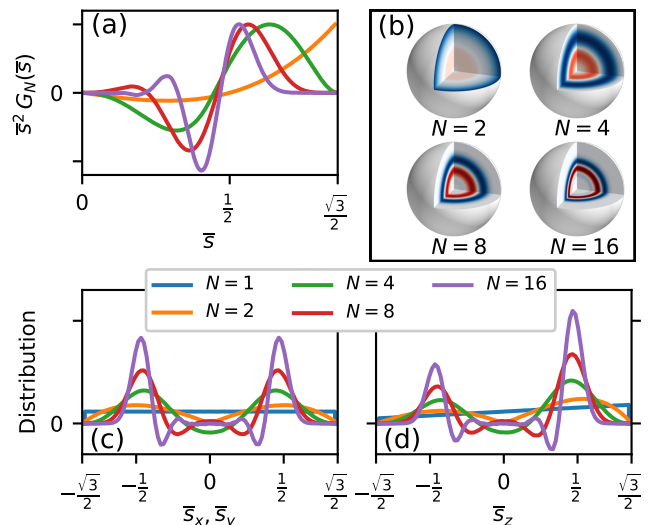 (a)
s̅² G_N(s̅)
0
0
1/2
√3/2
s̅
(b)
N = 2
N = 4
N = 8
N = 16
N = 1
N = 4
N = 16
N = 2
N = 8
Distribution
0
(c)
(d)
−√3/2
−1/2
0
1/2
√3/2
−√3/2
−1/2
0
1/2
√3/2
s̅_x, s̅_y
s̅_z